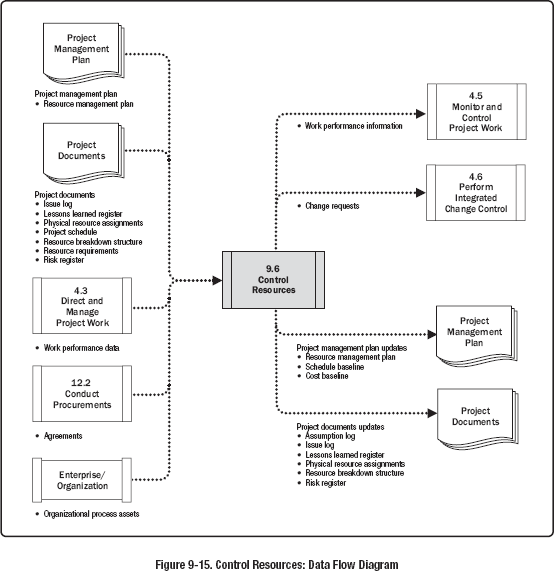 Project
Management
Plan
Project management plan
• Resource management plan
Project
Documents
Project documents
• Issue log
• Lessons learned register
• Physical resource assignments
• Project schedule
• Resource breakdown structure
• Resource requirements
• Risk register
4.3
Direct and
Manage
Project Work
• Work performance data
12.2
Conduct
Procurements
• Agreements
Enterprise/
Organization
• Organizational process assets
9.6
Control
Resources
4.5
Monitor and
Control
Project Work
• Work performance information
4.6
Perform
Integrated
Change Control
• Change requests
Project
Management
Plan
Project management plan updates
• Resource management plan
• Schedule baseline
• Cost baseline
Project
Documents
Project documents updates
• Assumption log
• Issue log
• Lessons learned register
• Physical resource assignments
• Resource breakdown structure
• Risk register
Figure 9-15. Control Resources: Data Flow Diagram